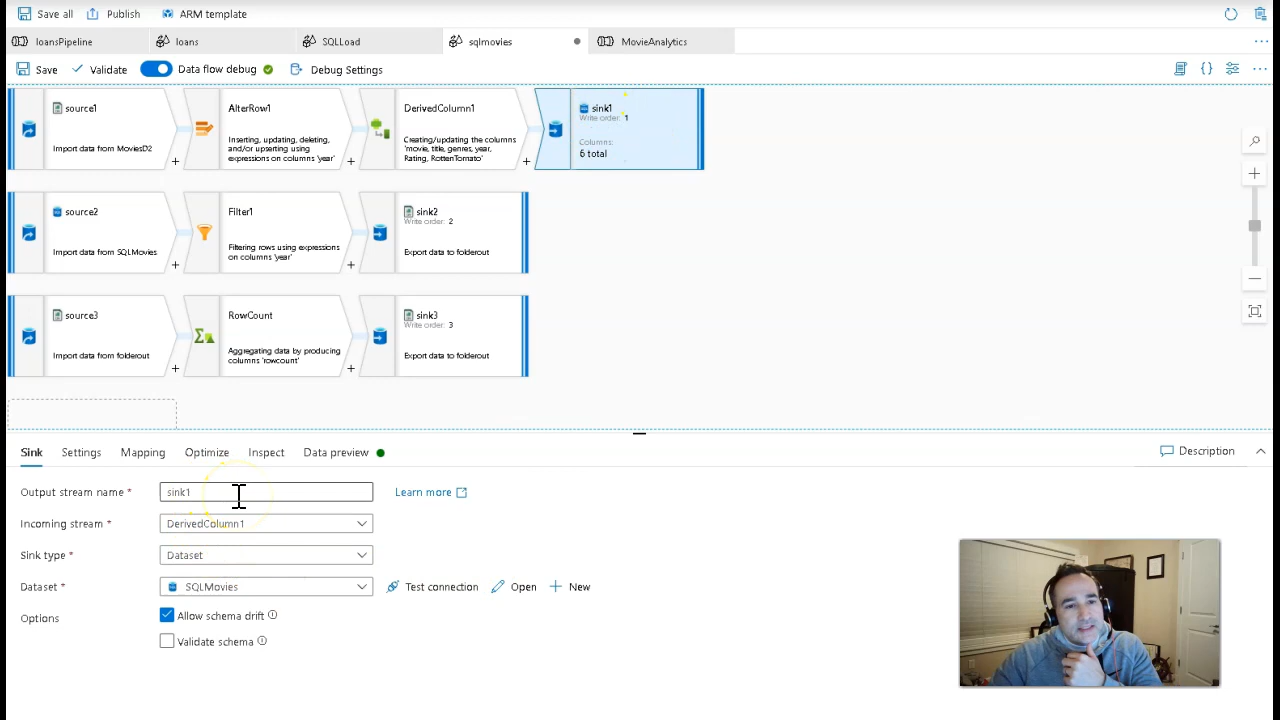 Save all Publish ARM template
loansPipeline loans SQLLoad sqlmovies MovieAnalytics
Save Validate Data flow debug Debug Settings
source1
Import data from MoviesD2
+
AlterRow1
Inserting, updating, deleting,
and/or upserting using
expressions on columns 'year'
+
DerivedColumn1
Creating/updating the columns
'movie, title, genres, year,
Rating, RottenTomato'
+
sink1
Write order: 1
Columns:
6 total
source2
Import data from SQLMovies
+
Filter1
Filtering rows using expressions
on columns 'year'
+
sink2
Write order: 2
Export data to folderout
source3
Import data from folderout
+
RowCount
Aggregating data by producing
columns 'rowcount'
+
sink3
Write order: 3
Export data to folderout
Sink Settings Mapping Optimize Inspect Data preview Description
Output stream name * sink1 Learn more
Incoming stream * DerivedColumn1
Sink type * Dataset
Dataset * SQLMovies Test connection Open New
Options Allow schema drift
Validate schema